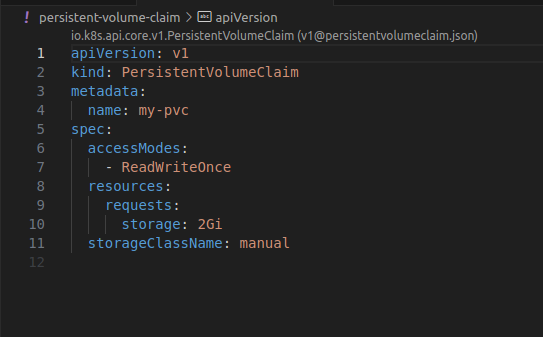 ! persistent-volume-claim > abc apiVersion
io.k8s.api.core.v1.PersistentVolumeClaim (v1@persistentvolumeclaim.json)
1 apiVersion: v1
2 kind: PersistentVolumeClaim
3 metadata:
4   name: my-pvc
5 spec:
6   accessModes:
7     - ReadWriteOnce
8   resources:
9     requests:
10       storage: 2Gi
11   storageClassName: manual
12